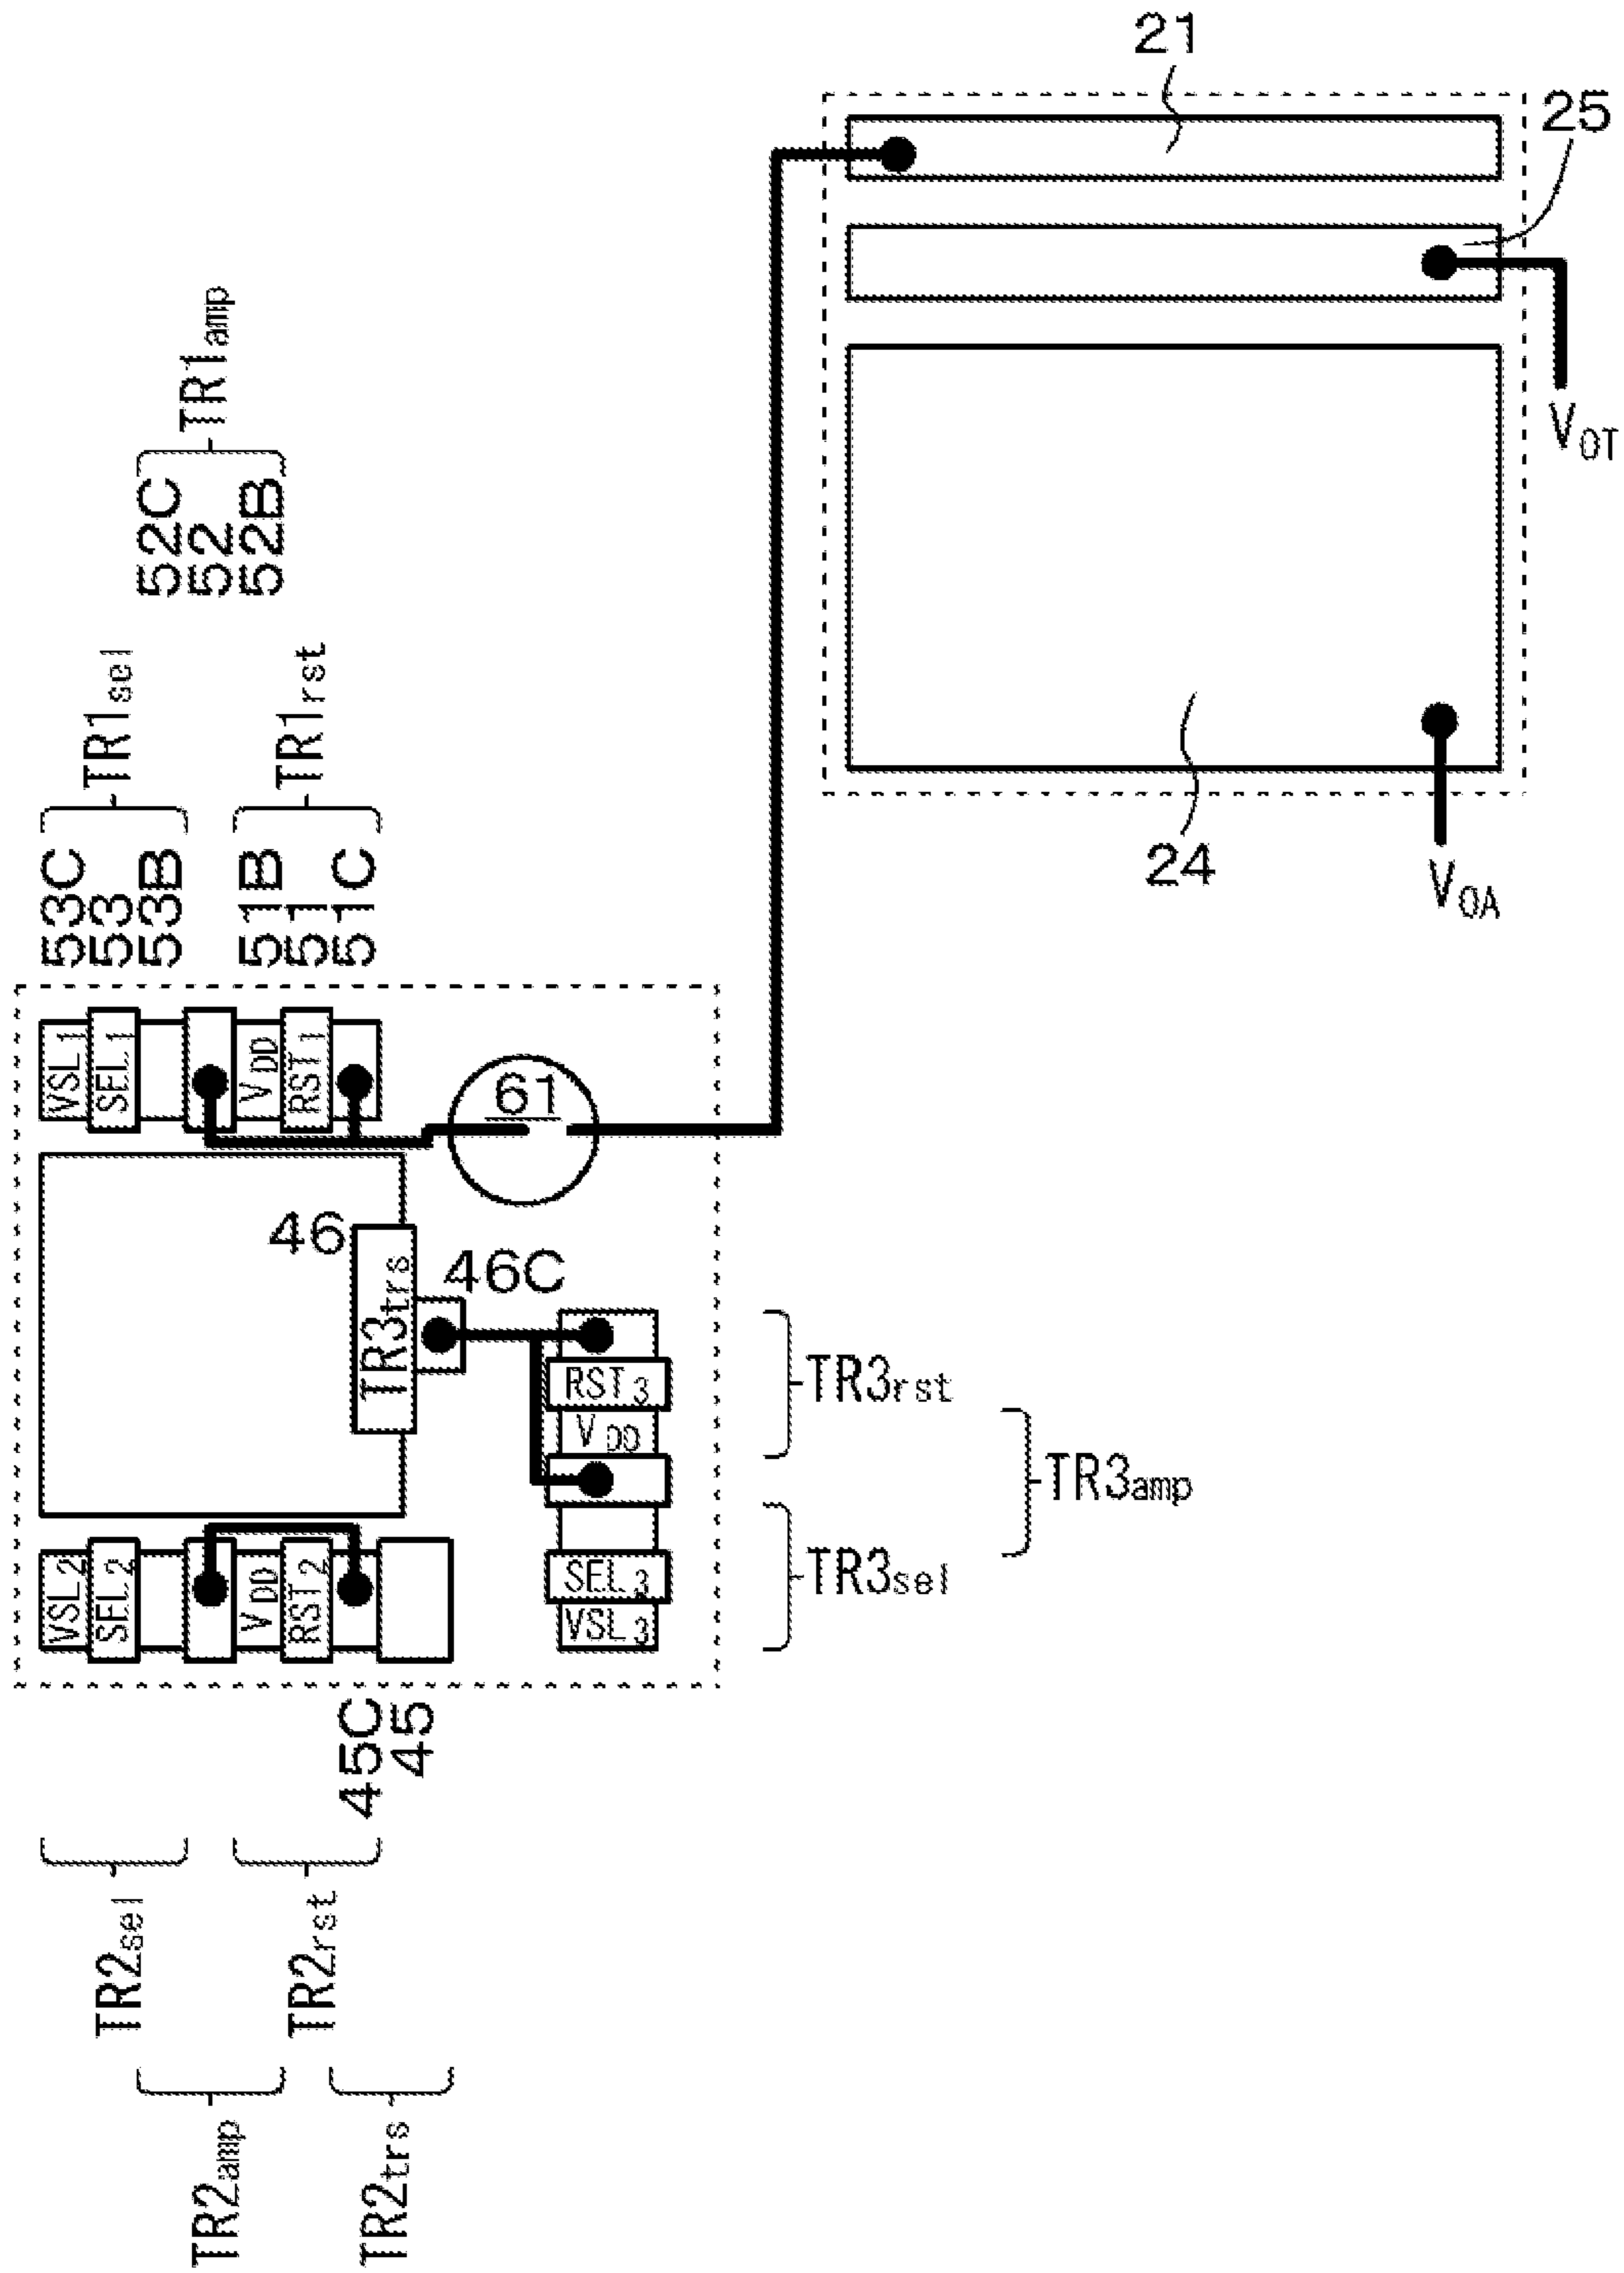 21
25
TR1amp
52C
52
52B
VOT
TR1sel
TR1rst
53C
53
53B
51B
51
51C
24
VOA
VSL1
SEL1
VDD
RST1
61
46
TR3trs
46C
RST3
VDD
SEL3
VSL3
TR3rst
TR3amp
TR3sel
VSL2
SEL2
VDD
RST2
45C
45
TR2sel
TR2rst
TR2amp
TR2trs